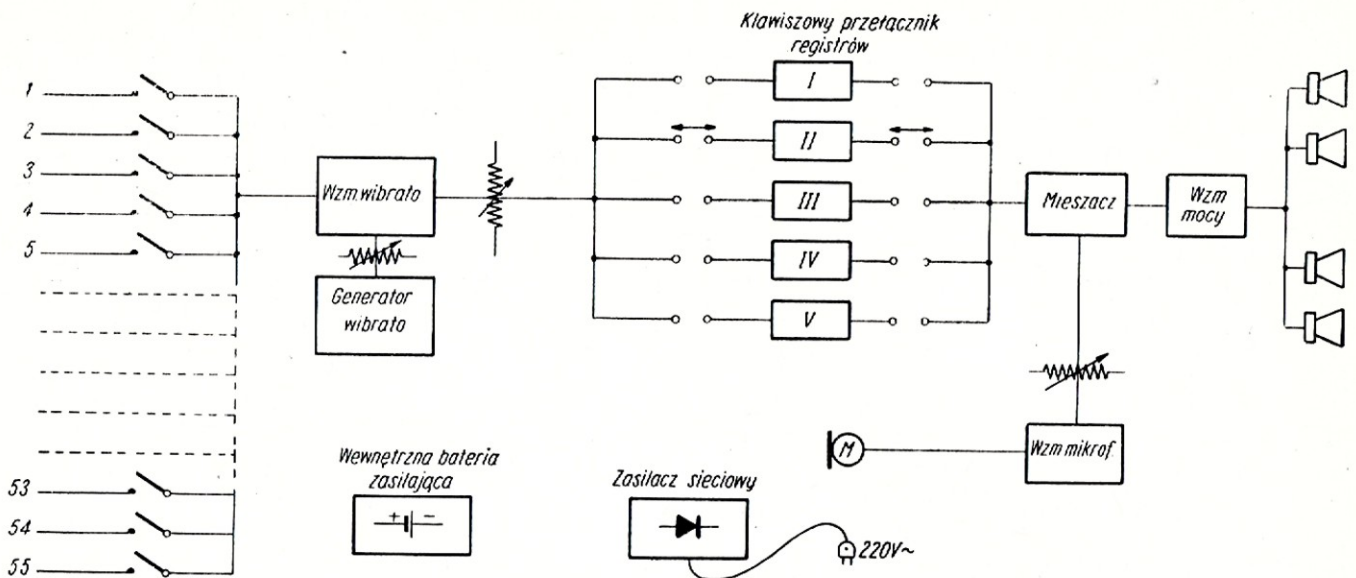 Klawiszowy przełącznik
registrów
1
2
3
4
5
53
54
55
Wzm. wibrato
Generator
wibrato
I
II
III
IV
V
Mieszacz
Wzm
mocy
M
Wzm mikrof.
Wewnętrzna bateria
zasilająca
+ -
Zasilacz sieciowy
220V~